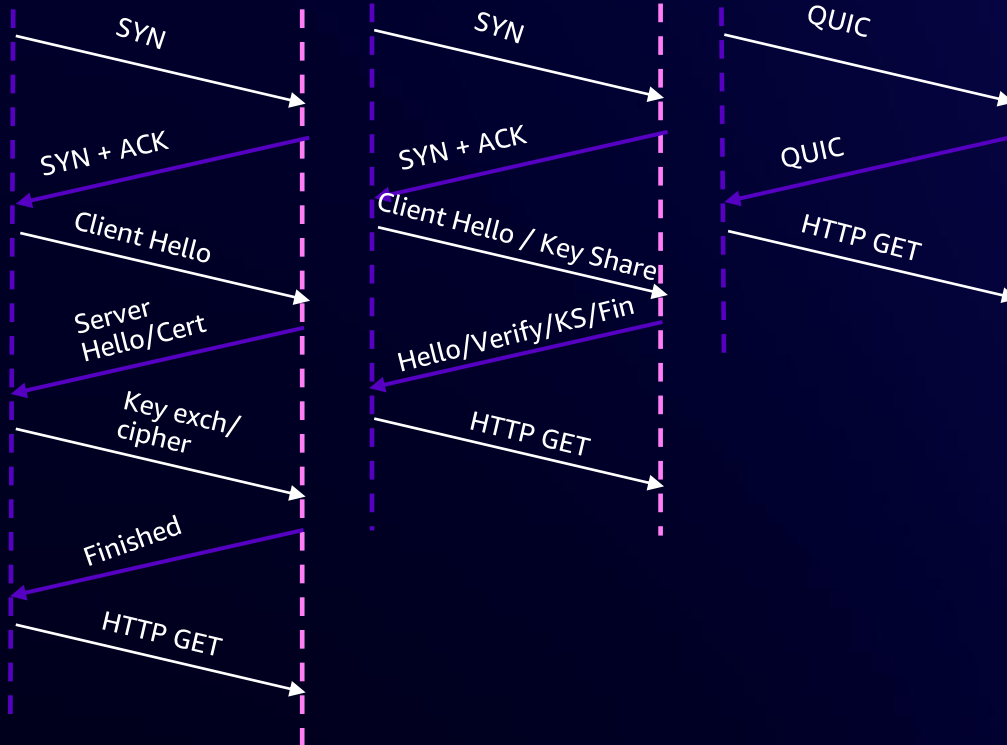 SYN
SYN + ACK
Client Hello
Server
Hello/Cert
Key exch/
cipher
Finished
HTTP GET
SYN
SYN + ACK
Client Hello / Key Share
Hello/Verify/KS/Fin
HTTP GET
QUIC
QUIC
HTTP GET